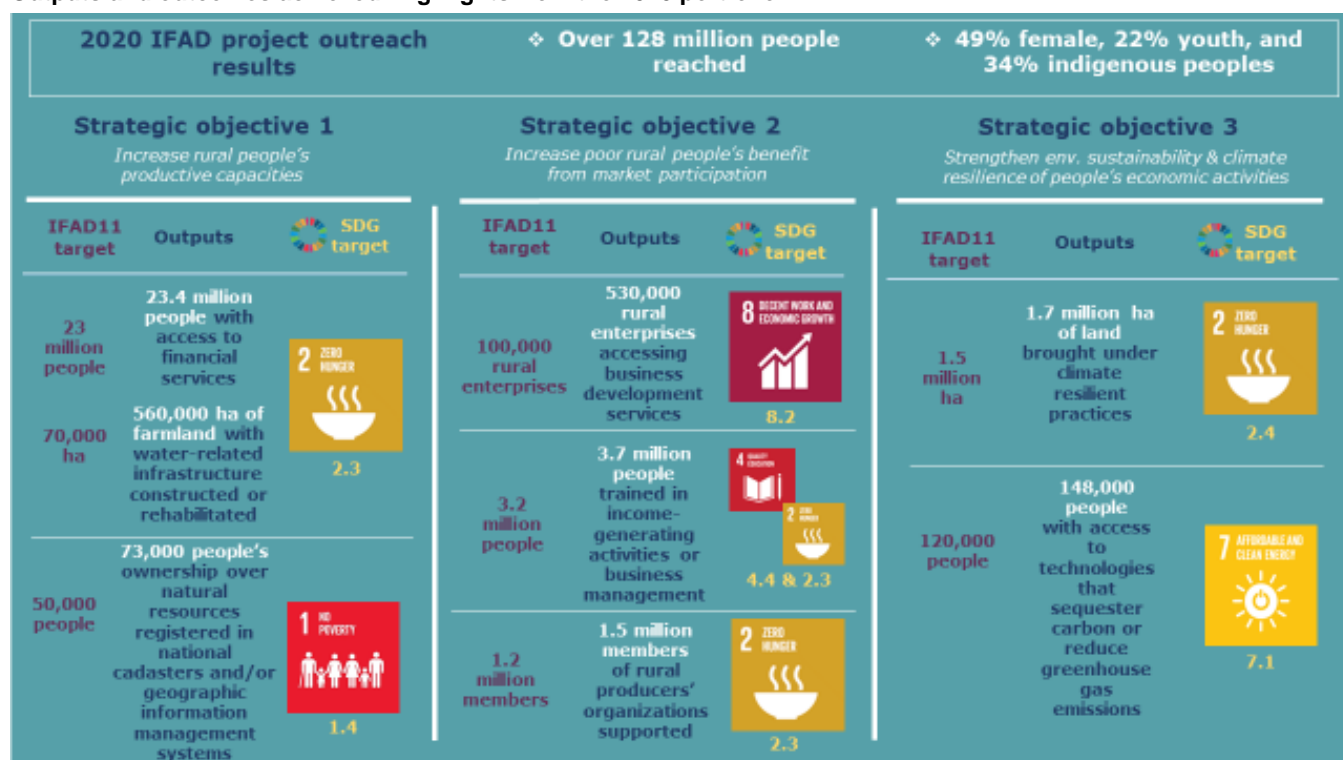 2020 IFAD project outreach
results
❖ Over 128 million people
reached
❖ 49% female, 22% youth, and
34% indigenous peoples
Strategic objective 1
Increase rural people's
productive capacities
IFAD11
target
Outputs
SDG
target
23
million
people
23.4 million
people with
access to
financial
services
70,000
ha
560,000 ha of
farmland with
water-related
infrastructure
constructed or
rehabilitated
2 ZERO
HUNGER
2.3
50,000
people
73,000 people's
ownership over
natural
resources
registered in
national
cadasters and/or
geographic
information
management
systems
1 NO
POVERTY
1.4
Strategic objective 2
Increase poor rural people's benefit
from market participation
IFAD11
target
Outputs
SDG
target
100,000
rural
enterprises
530,000
rural
enterprises
accessing
business
development
services
8 DECENT WORK AND
ECONOMIC GROWTH
8.2
3.2
million
people
3.7 million
people
trained in
income-
generating
activities or
business
management
4 QUALITY
EDUCATION
2 ZERO
HUNGER
4.4 & 2.3
1.2
million
members
1.5 million
members
of rural
producers'
organizations
supported
2 ZERO
HUNGER
2.3
Strategic objective 3
Strengthen env. sustainability & climate
resilience of people's economic activities
IFAD11
target
Outputs
SDG
target
1.5
million
ha
1.7 million ha
of land
brought under
climate
resilient
practices
2 ZERO
HUNGER
2.4
120,000
people
148,000
people
with access
to
technologies
that
sequester
carbon or
reduce
greenhouse
gas
emissions
7 AFFORDABLE AND
CLEAN ENERGY
7.1